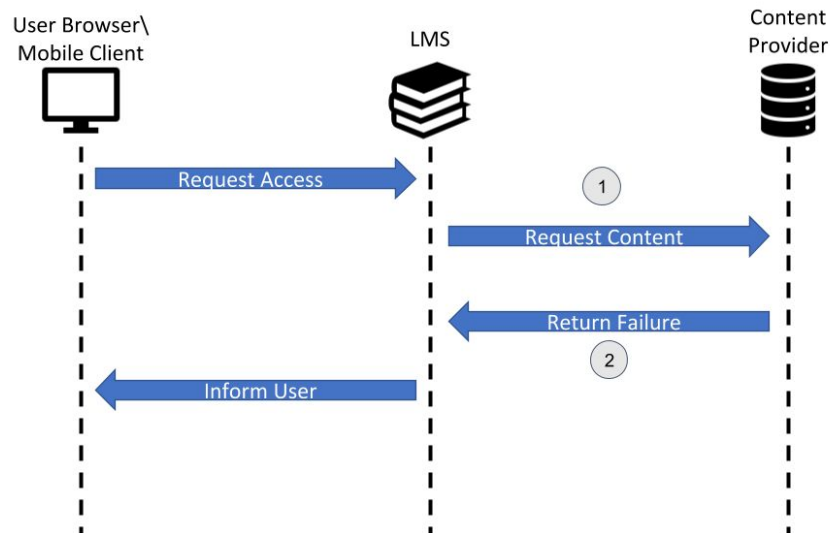 User Browser\
Mobile Client
LMS
Content
Provider
Request Access
1
Request Content
Return Failure
2
Inform User